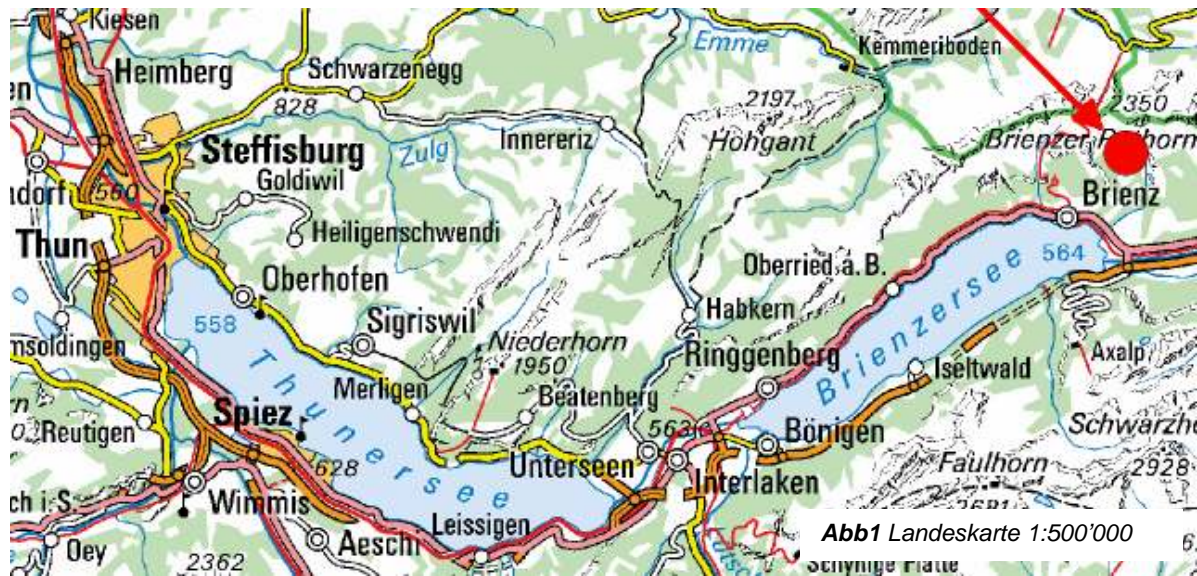 Kiesen
Heimberg
Schwarzenegg
828
Emme
Kemmeriboden
2197
Hohgant
2350
Innereriz
Zulg
Steffisburg
Goldiwil
560
Heiligenschwendi
Thun
Brienz
Oberhofen
Oberried a. B.
564
558
Sigriswil
Habkern
Niederhorn
1950
Ringgenberg
Brienzersee
Axalp
Iseltwald
Merligen
Beatenberg
Thunersee
Spiez
Reutigen
563
Bönigen
Unterseen
Interlaken
628
Faulhorn
2928
Wimmis
Leissigen
Aeschi
Oey
2362
Abb1 Landeskarte 1:500'000